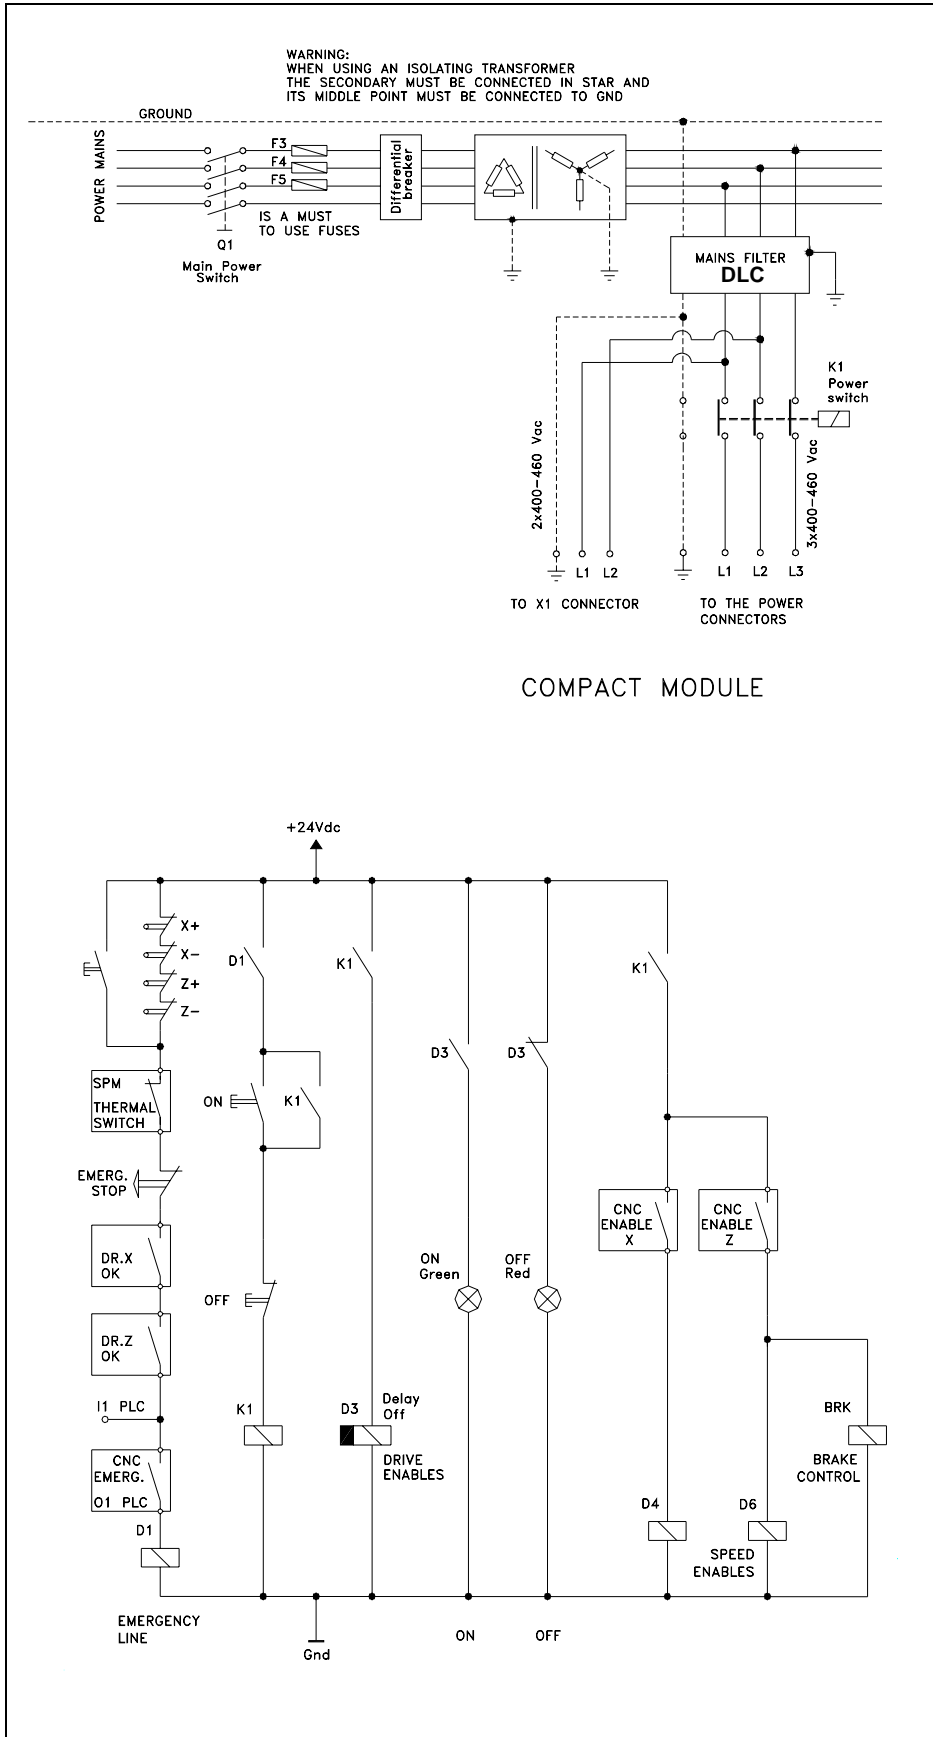 WARNING:
WHEN USING AN ISOLATING TRANSFORMER
THE SECONDARY MUST BE CONNECTED IN STAR AND
ITS MIDDLE POINT MUST BE CONNECTED TO GND
GROUND
POWER MAINS
F3
F4
F5
IS A MUST
TO USE FUSES
Q1
Main Power
Switch
Differential
breaker
MAINS FILTER
DLC
K1
Power
switch
2x400-460 Vac
3x400-460 Vac
L1
L2
L1
L2
L3
TO X1 CONNECTOR
TO THE POWER
CONNECTORS
COMPACT MODULE
+24Vdc
X+
X-
Z+
Z-
D1
K1
K1
D3
D3
SPM
THERMAL
SWITCH
ON
K1
EMERG.
STOP
CNC
ENABLE
X
CNC
ENABLE
Z
DR.X
OK
ON
Green
OFF
Red
OFF
DR.Z
OK
I1 PLC
K1
D3
Delay
Off
DRIVE
ENABLES
BRK
BRAKE
CONTROL
CNC
EMERG.
O1 PLC
D1
D4
D6
SPEED
ENABLES
EMERGENCY
LINE
Gnd
ON
OFF